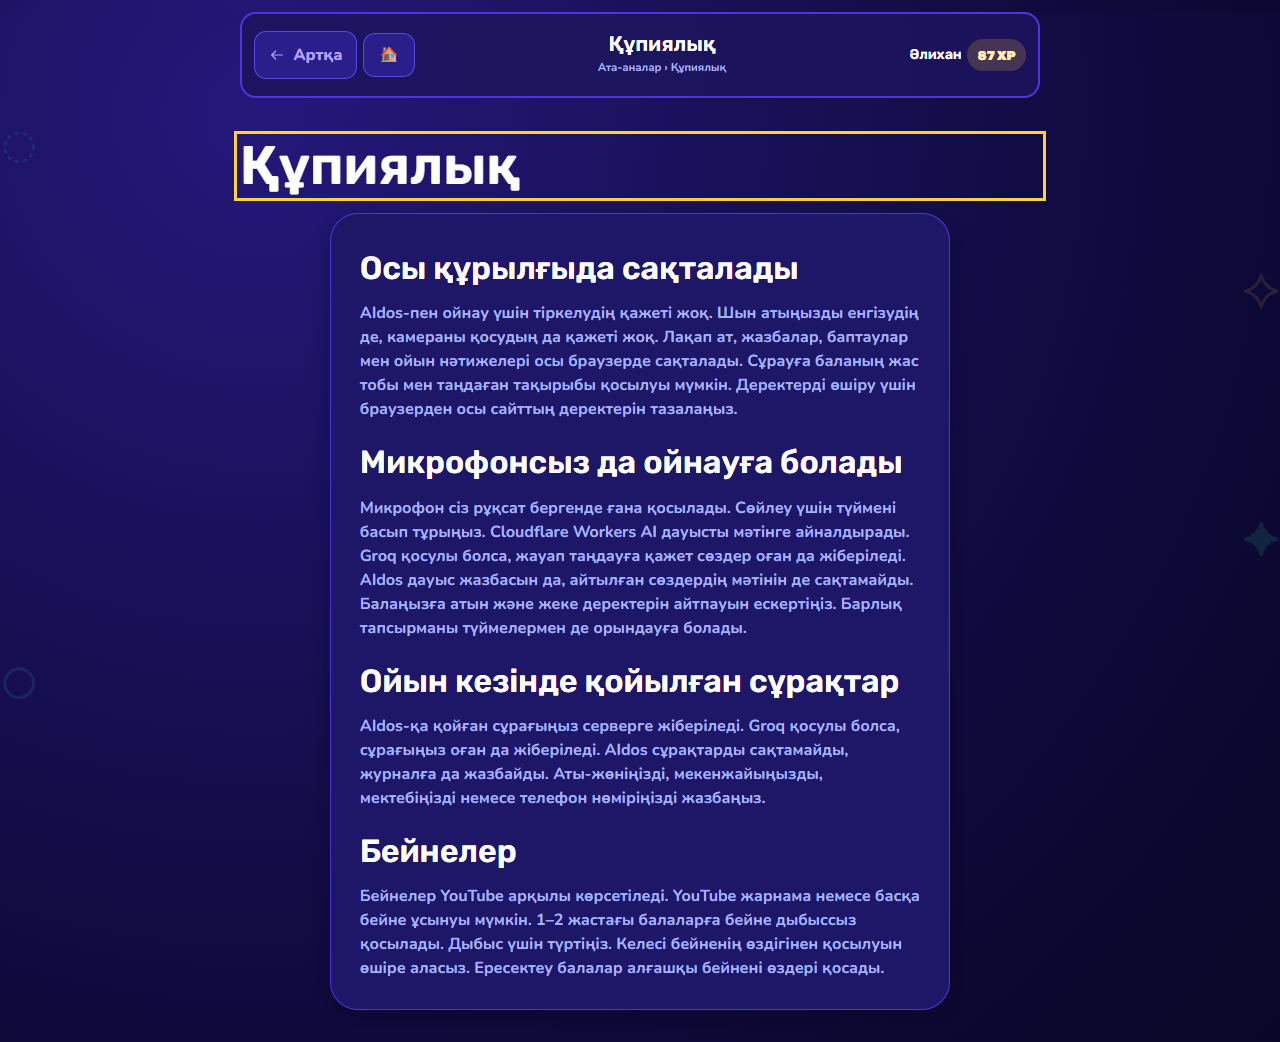 ← Артқа
Құпиялық
Ата-аналар › Құпиялық
Әлихан
87 XP
Құпиялық
Осы құрылғыда сақталады
AIdos-пен ойнау үшін тіркелудің қажеті жоқ. Шын атыңызды енгізудің
де, камераны қосудың да қажеті жоқ. Лақап ат, жазбалар, баптаулар
мен ойын нәтижелері осы браузерде сақталады. Сұрауға баланың жас
тобы мен таңдаған тақырыбы қосылуы мүмкін. Деректерді өшіру үшін
браузерден осы сайттың деректерін тазалаңыз.
Микрофонсыз да ойнауға болады
Микрофон сіз рұқсат бергенде ғана қосылады. Сөйлеу үшін түймені
басып тұрыңыз. Cloudflare Workers AI дауысты мәтінге айналдырады.
Groq қосулы болса, жауап таңдауға қажет сөздер оған да жіберіледі.
AIdos дауыс жазбасын да, айтылған сөздердің мәтінін де сақтамайды.
Балаңызға атын және жеке деректерін айтпауын ескертіңіз. Барлық
тапсырманы түймелермен де орындауға болады.
Ойын кезінде қойылған сұрақтар
AIdos-қа қойған сұрағыңыз серверге жіберіледі. Groq қосулы болса,
сұрағыңыз оған да жіберіледі. AIdos сұрақтарды сақтамайды,
журналға да жазбайды. Аты-жөніңізді, мекенжайыңызды,
мектебіңізді немесе телефон нөміріңізді жазбаңыз.
Бейнелер
Бейнелер YouTube арқылы көрсетіледі. YouTube жарнама немесе басқа
бейне ұсынуы мүмкін. 1–2 жастағы балаларға бейне дыбыссыз
қосылады. Дыбыс үшін түртіңіз. Келесі бейненің өздігінен қосылуын
өшіре аласыз. Ересектеу балалар алғашқы бейнені өздері қосады.